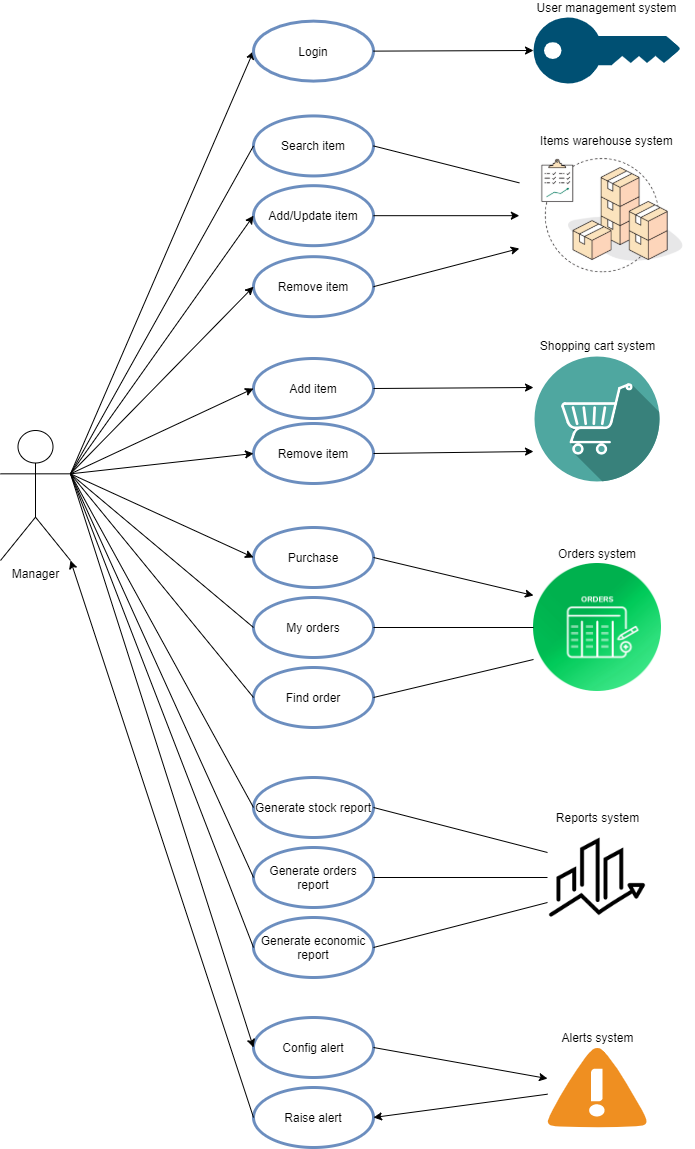 User management system
Login
Items warehouse system
Search item
Add/Update item
Remove item
Shopping cart system
Add item
Remove item
Manager
Orders system
Purchase
ORDERS
My orders
Find order
Reports system
Generate stock report
Generate orders
report
Generate economic
report
Alerts system
Config alert
Raise alert